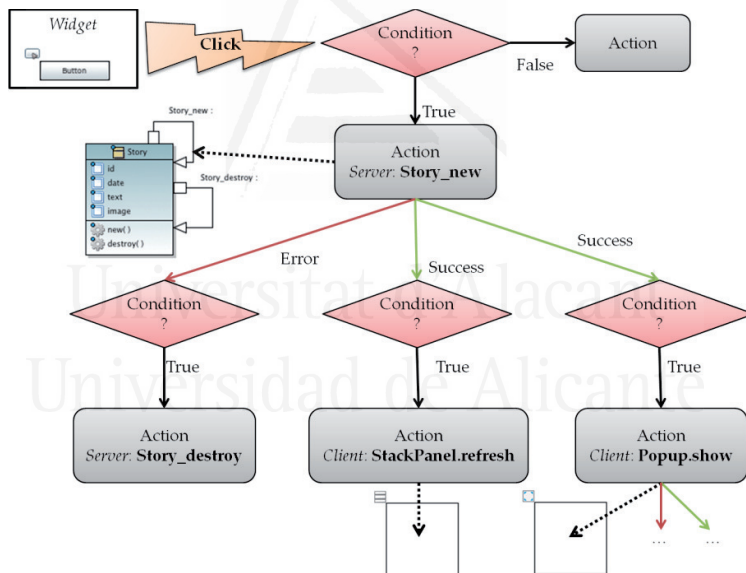 Widget
Button
Click
Condition
?
False
Action
True
Story_new :
Story
id
date
text
image
new( )
destroy( )
Story_destroy :
Action
Server: Story_new
Error
Success
Success
Condition
?
Condition
?
Condition
?
True
True
True
Action
Server: Story_destroy
Action
Client: StackPanel.refresh
Action
Client: Popup.show
...
...
Universitat d'Alacant
Universidad de Alicante